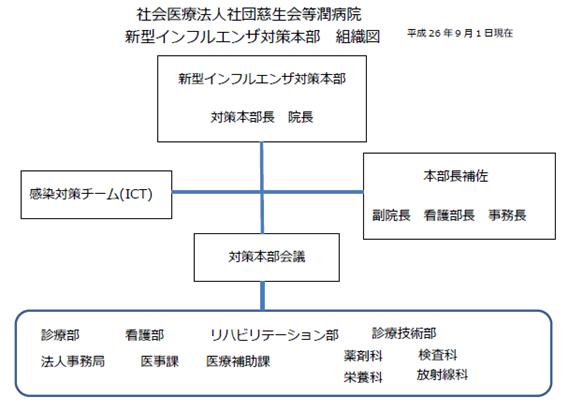 社会医療法人社団慈生会等潤病院
新型インフルエンザ対策本部　組織図　平成26年9月1日現在
新型インフルエンザ対策本部
対策本部長　院長
感染対策チーム(ICT)
本部長補佐
副院長　看護部長　事務長
対策本部会議
診療部　看護部　リハビリテーション部　診療技術部
法人事務局　医事課　医療補助課　薬剤科　検査科
栄養科　放射線科